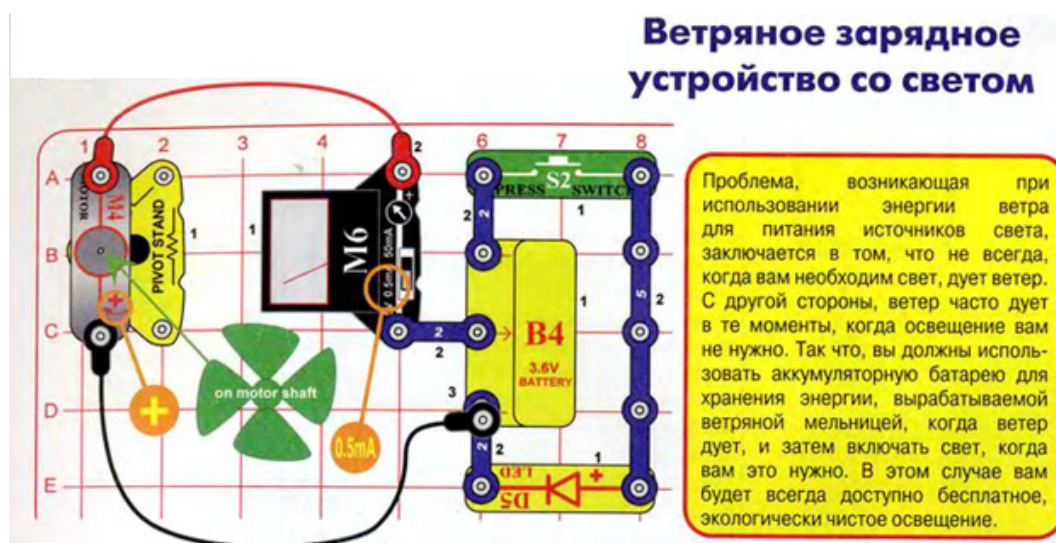 Ветряное зарядное
устройство со светом
1 2 3 4 2 6 7 8
A
B
C
D
E
MOTOR
M4
PIVOT STAND
1
+
on motor shaft
+
1
M6
0.5mA 50mA
+
0.5mA
2
2
PRESS S2 SWITCH
1
2
2
B4
3.6V
BATTERY
1
3
2
2
5
2
LED
D5
+
1
Проблема, возникающая при
использовании энергии ветра
для питания источников света,
заключается в том, что не всегда,
когда вам необходим свет, дует ветер.
С другой стороны, ветер часто дует
в те моменты, когда освещение вам
не нужно. Так что, вы должны исполь-
зовать аккумуляторную батарею для
хранения энергии, вырабатываемой
ветряной мельницей, когда ветер
дует, и затем включать свет, когда
вам это нужно. В этом случае вам
будет всегда доступно бесплатное,
экологически чистое освещение.